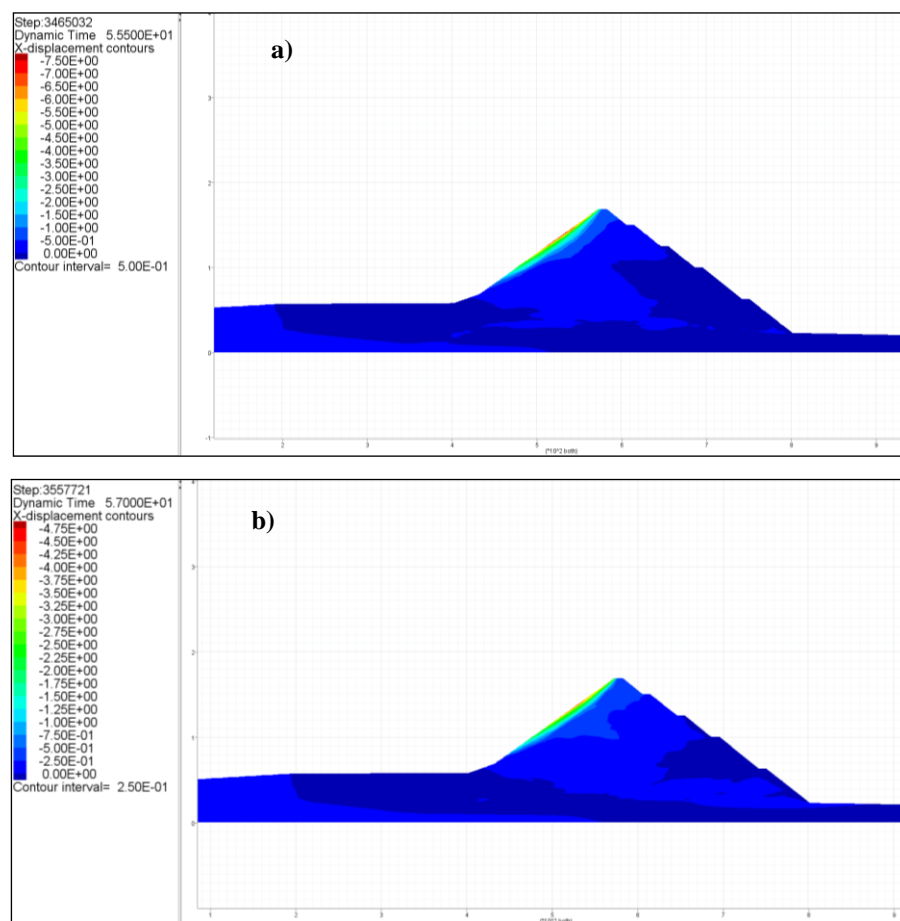 Step:3465032
Dynamic Time 5.5500E+01
X-displacement contours
-7.50E+00
-7.00E+00
-6.50E+00
-6.00E+00
-5.50E+00
-5.00E+00
-4.50E+00
-4.00E+00
-3.50E+00
-3.00E+00
-2.50E+00
-2.00E+00
-1.50E+00
-1.00E+00
-5.00E-01
0.00E+00
Contour interval= 5.00E-01
a)
3
2
1
0
-1
2 3 4 5 6 7 8 9
(*10^2 both)
Step:3557721
Dynamic Time 5.7000E+01
X-displacement contours
-4.75E+00
-4.50E+00
-4.25E+00
-4.00E+00
-3.75E+00
-3.50E+00
-3.25E+00
-3.00E+00
-2.75E+00
-2.50E+00
-2.25E+00
-2.00E+00
-1.75E+00
-1.50E+00
-1.25E+00
-1.00E+00
-7.50E-01
-5.00E-01
-2.50E-01
0.00E+00
Contour interval= 2.50E-01
b)
3
2
1
0
1 2 3 4 5 6 7 8 9